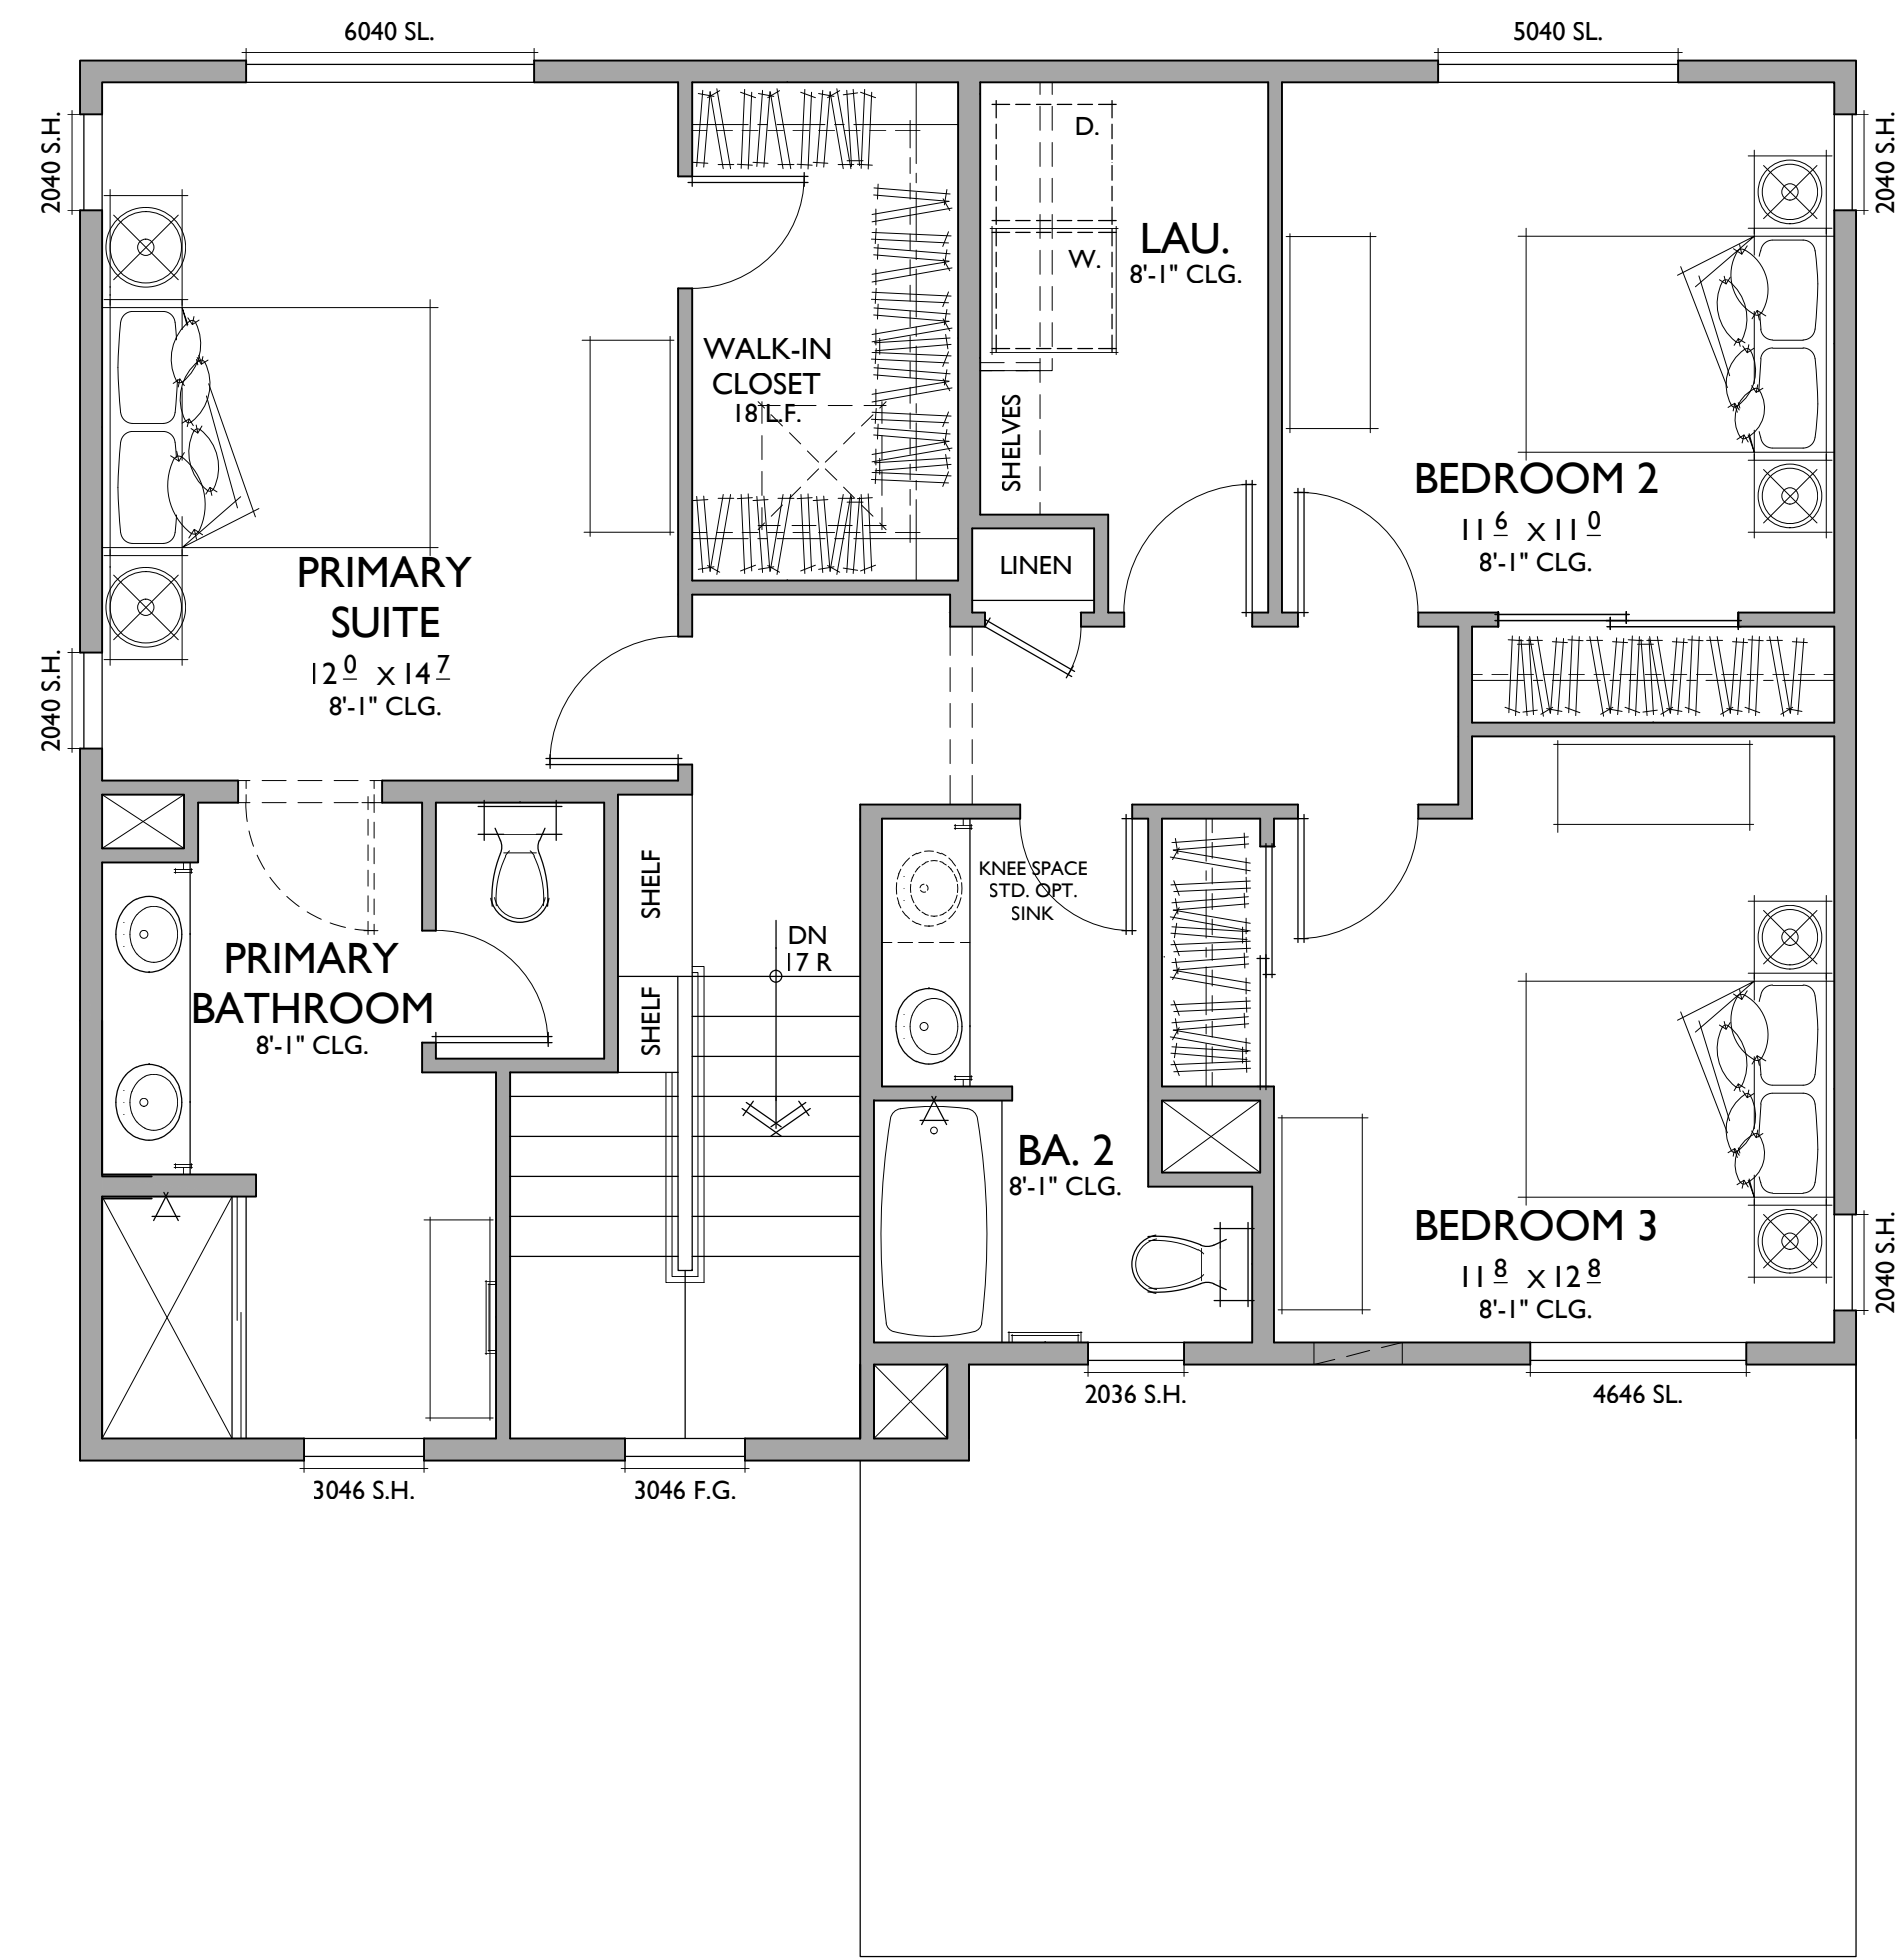 6040 SL.
5040 SL.
2040 S.H.
2040 S.H.
D.
W.
LAU.
8'-1" CLG.
WALK-IN
CLOSET
18 L.F.
SHELVES
BEDROOM 2
11 6 X 11 0
8'-1" CLG.
LINEN
PRIMARY
SUITE
12 0 X 14 7
8'-1" CLG.
2040 S.H.
SHELF
KNEE SPACE
STD. OPT.
SINK
DN
17 R
PRIMARY
BATHROOM
8'-1" CLG.
SHELF
BA. 2
8'-1" CLG.
BEDROOM 3
11 8 X 12 8
8'-1" CLG.
2040 S.H.
2036 S.H.
4646 SL.
3046 S.H.
3046 F.G.